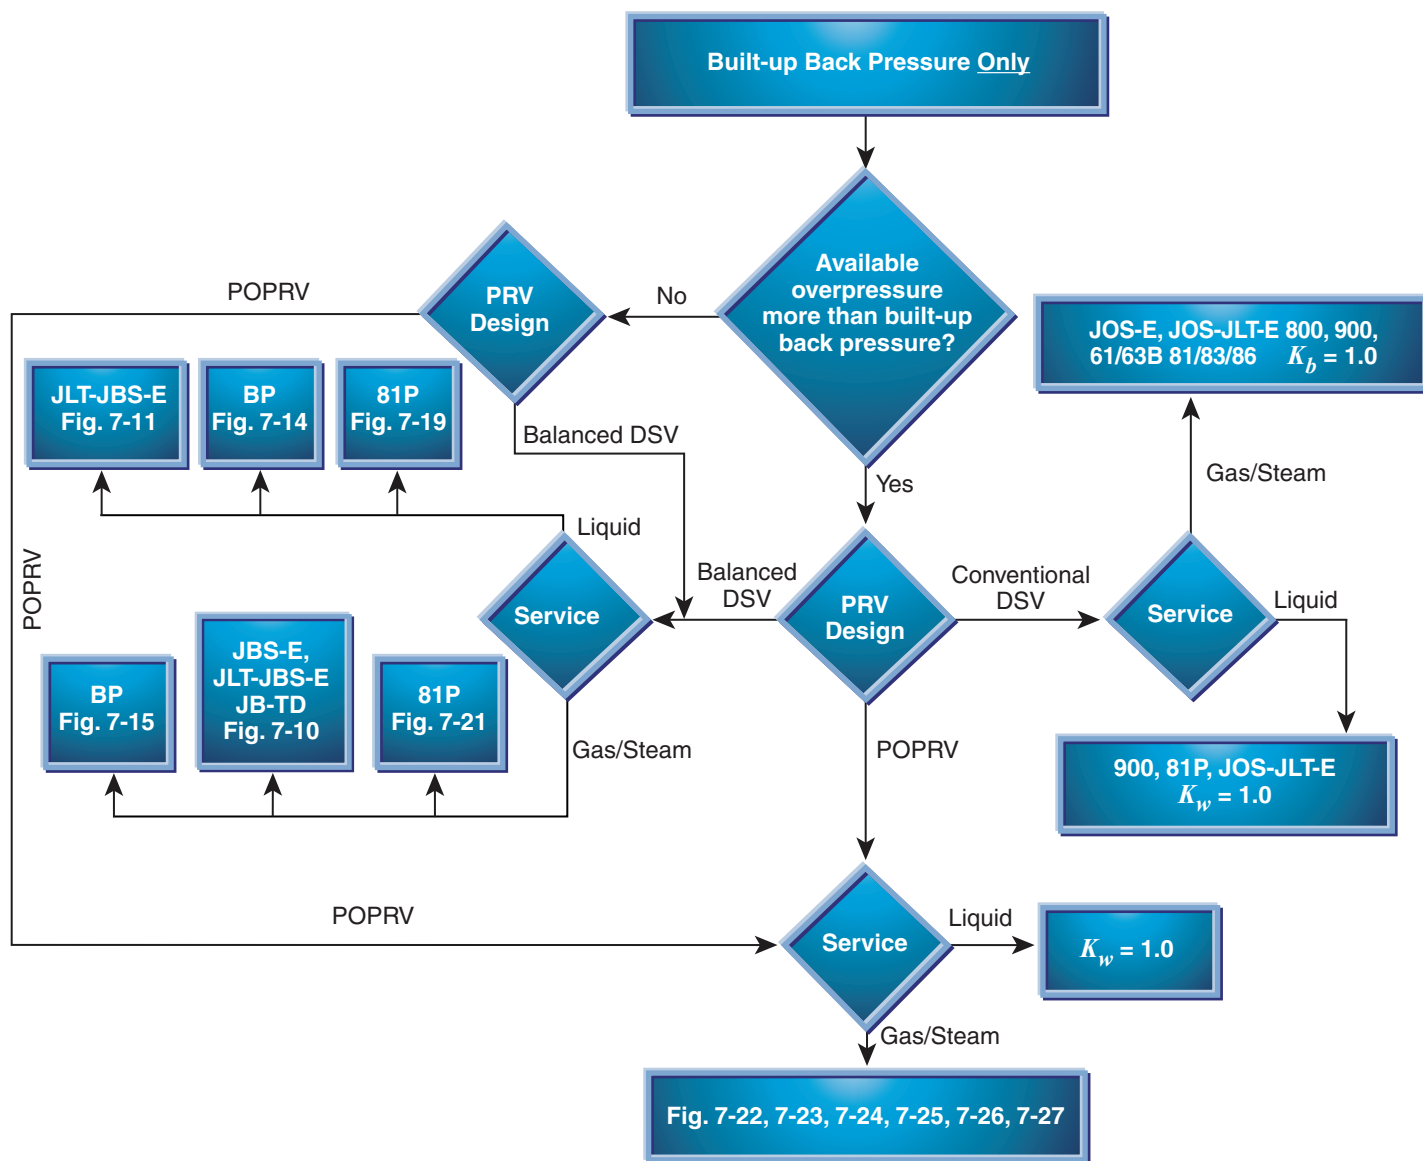 Built-up Back Pressure Only
Available
overpressure
more than built-up
back pressure?
No
PRV
Design
POPRV
JOS-E, JOS-JLT-E 800, 900,
61/63B 81/83/86 K_b = 1.0
JLT-JBS-E
Fig. 7-11
BP
Fig. 7-14
81P
Fig. 7-19
Balanced DSV
Yes
Gas/Steam
Liquid
POPRV
Service
Balanced
DSV
PRV
Design
Conventional
DSV
Service
Liquid
BP
Fig. 7-15
JBS-E,
JLT-JBS-E
JB-TD
Fig. 7-10
81P
Fig. 7-21
Gas/Steam
POPRV
900, 81P, JOS-JLT-E
K_w = 1.0
POPRV
Service
Liquid
K_w = 1.0
Gas/Steam
Fig. 7-22, 7-23, 7-24, 7-25, 7-26, 7-27